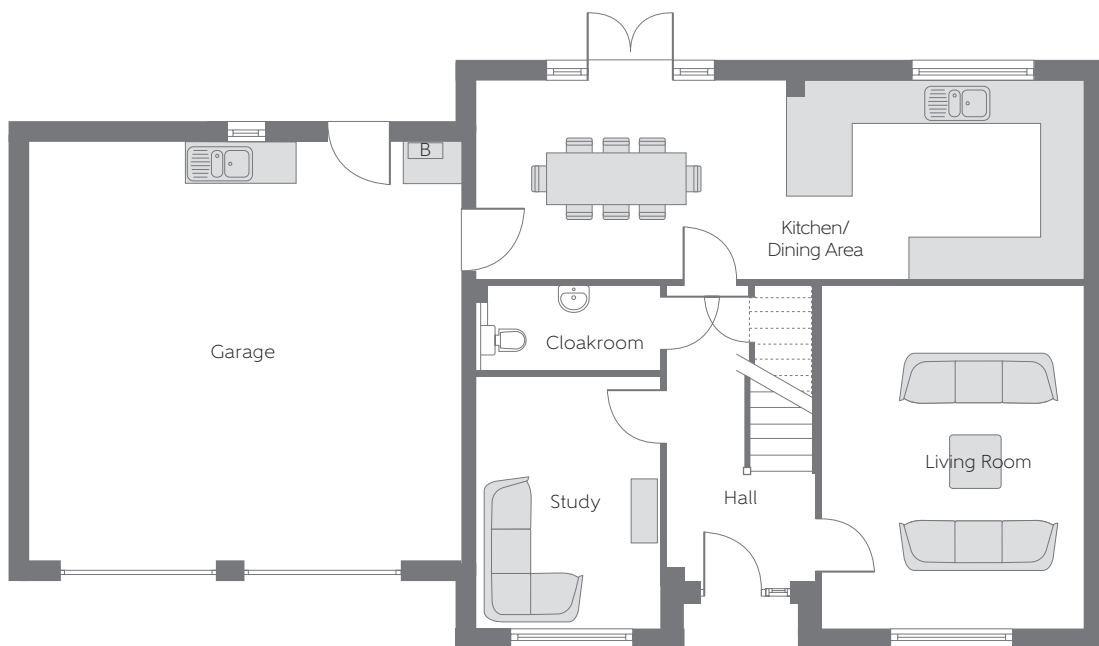 B
Kitchen/
Dining Area
Cloakroom
Garage
Living Room
Study
Hall